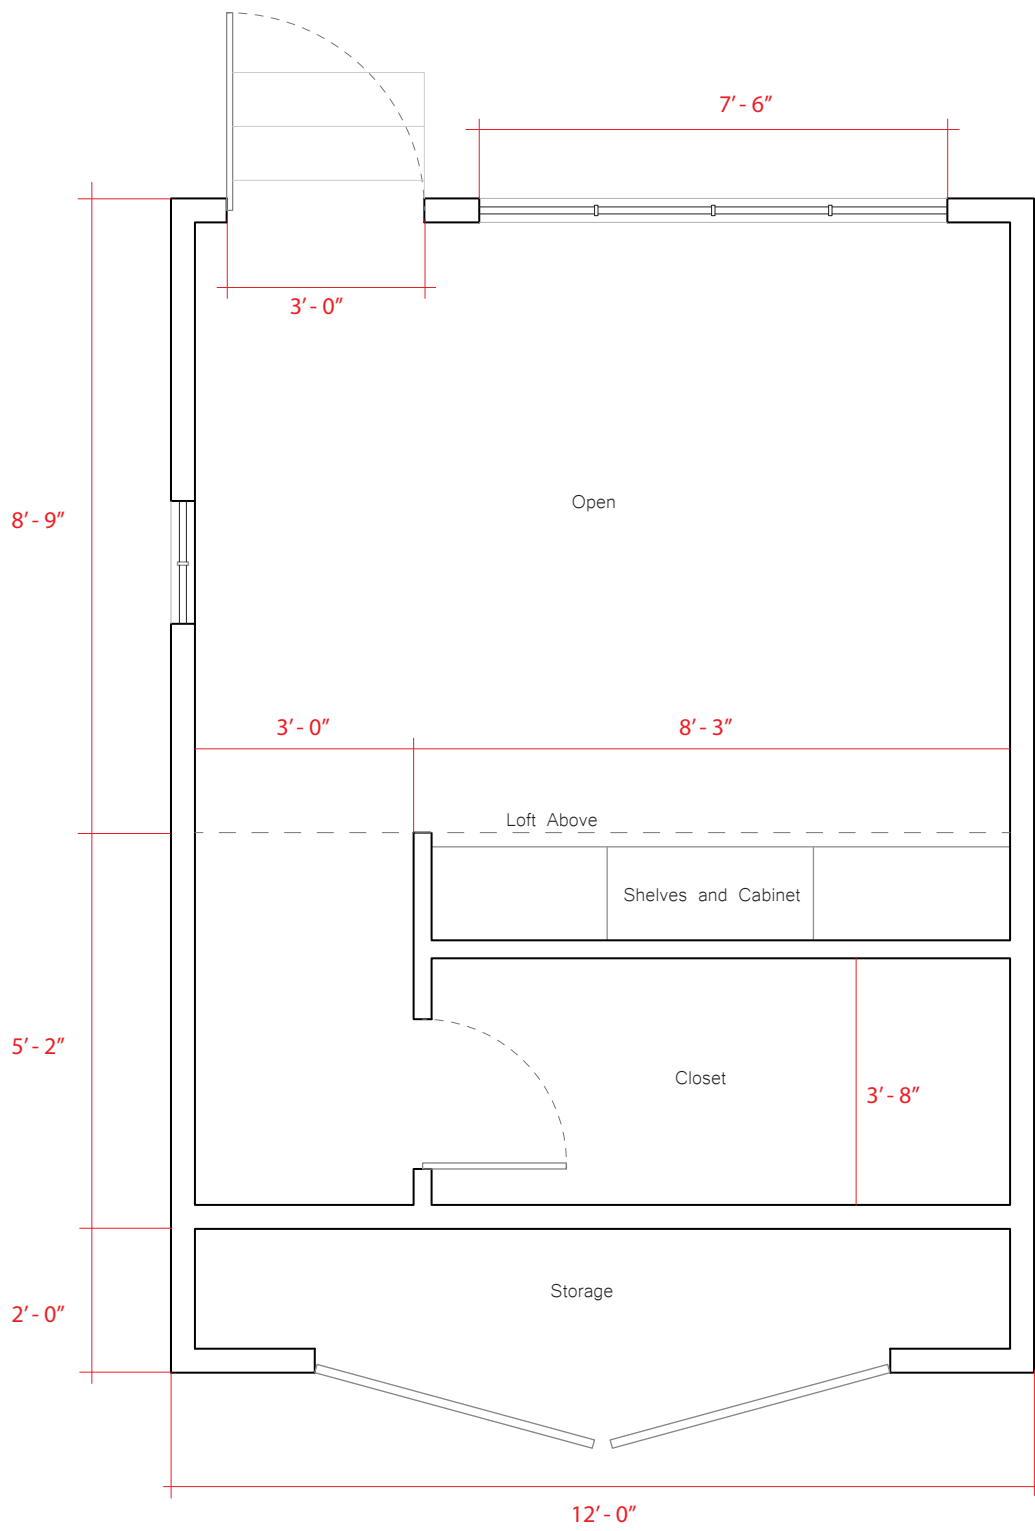 7’- 6”
3’- 0”
Open
8’- 9”
3’- 0”
8’- 3”
Loft Above
Shelves and Cabinet
5’- 2”
Closet
3’- 8”
Storage
2’- 0”
12’- 0”